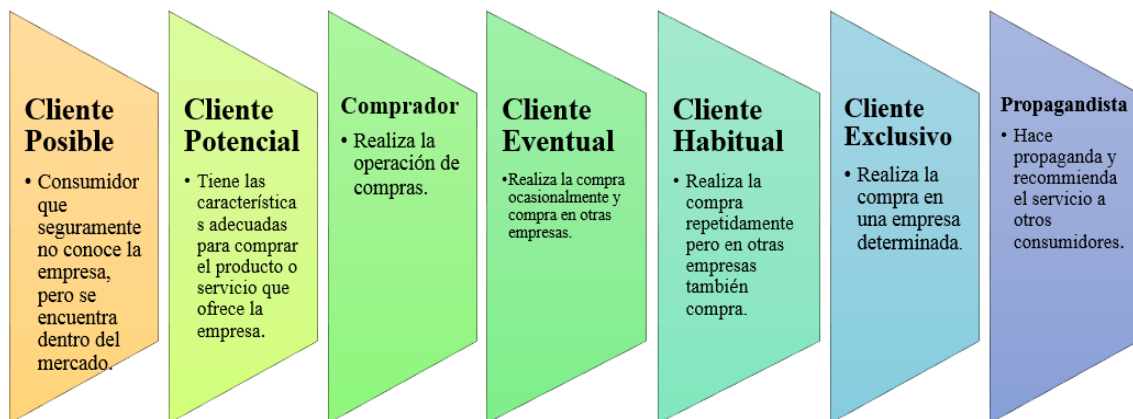 Cliente
Posible
• Consumidor
que
seguramente
no conoce la
empresa,
pero se
encuentra
dentro del
mercado.
Cliente
Potencial
• Tiene las
característica
s adecuadas
para comprar
el producto o
servicio que
ofrece la
empresa.
Comprador
• Realiza la
operación de
compras.
Cliente
Eventual
•Realiza la compra
ocasionalmente y
compra en otras
empresas.
Cliente
Habitual
• Realiza la
compra
repetidamente
pero en otras
empresas
también
compra.
Cliente
Exclusivo
• Realiza la
compra en
una empresa
determinada.
Propagandista
• Hace
propaganda y
recommienda
el servicio a
otros
consumidores.